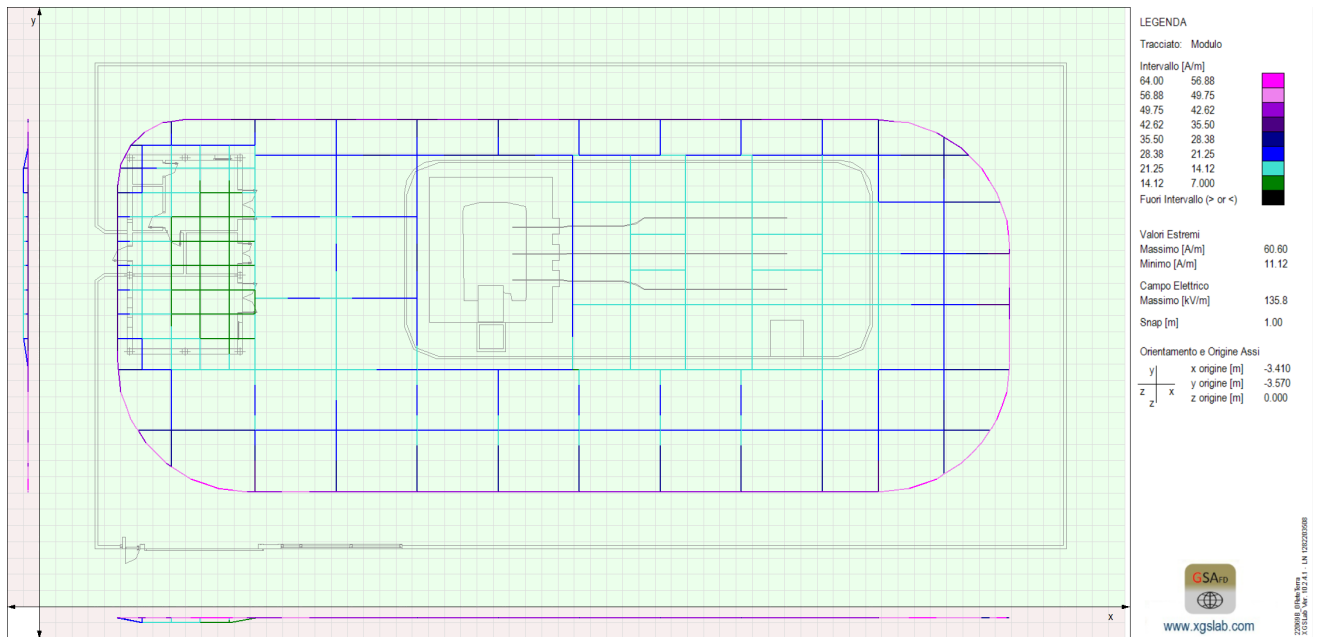 y
x
LEGENDA
Tracciato: Modulo
Intervallo [A/m]
64.00 56.88
56.88 49.75
49.75 42.62
42.62 35.50
35.50 28.38
28.38 21.25
21.25 14.12
14.12 7.000
Fuori Intervallo (> or <)
Valori Estremi
Massimo [A/m] 60.60
Minimo [A/m] 11.12
Campo Elettrico
Massimo [kV/m] 135.8
Snap [m] 1.00
Orientamento e Origine Assi
y x origine [m] -3.410
y origine [m] -3.570
z x z origine [m] 0.000
z
GSAFD
www.xgslab.com